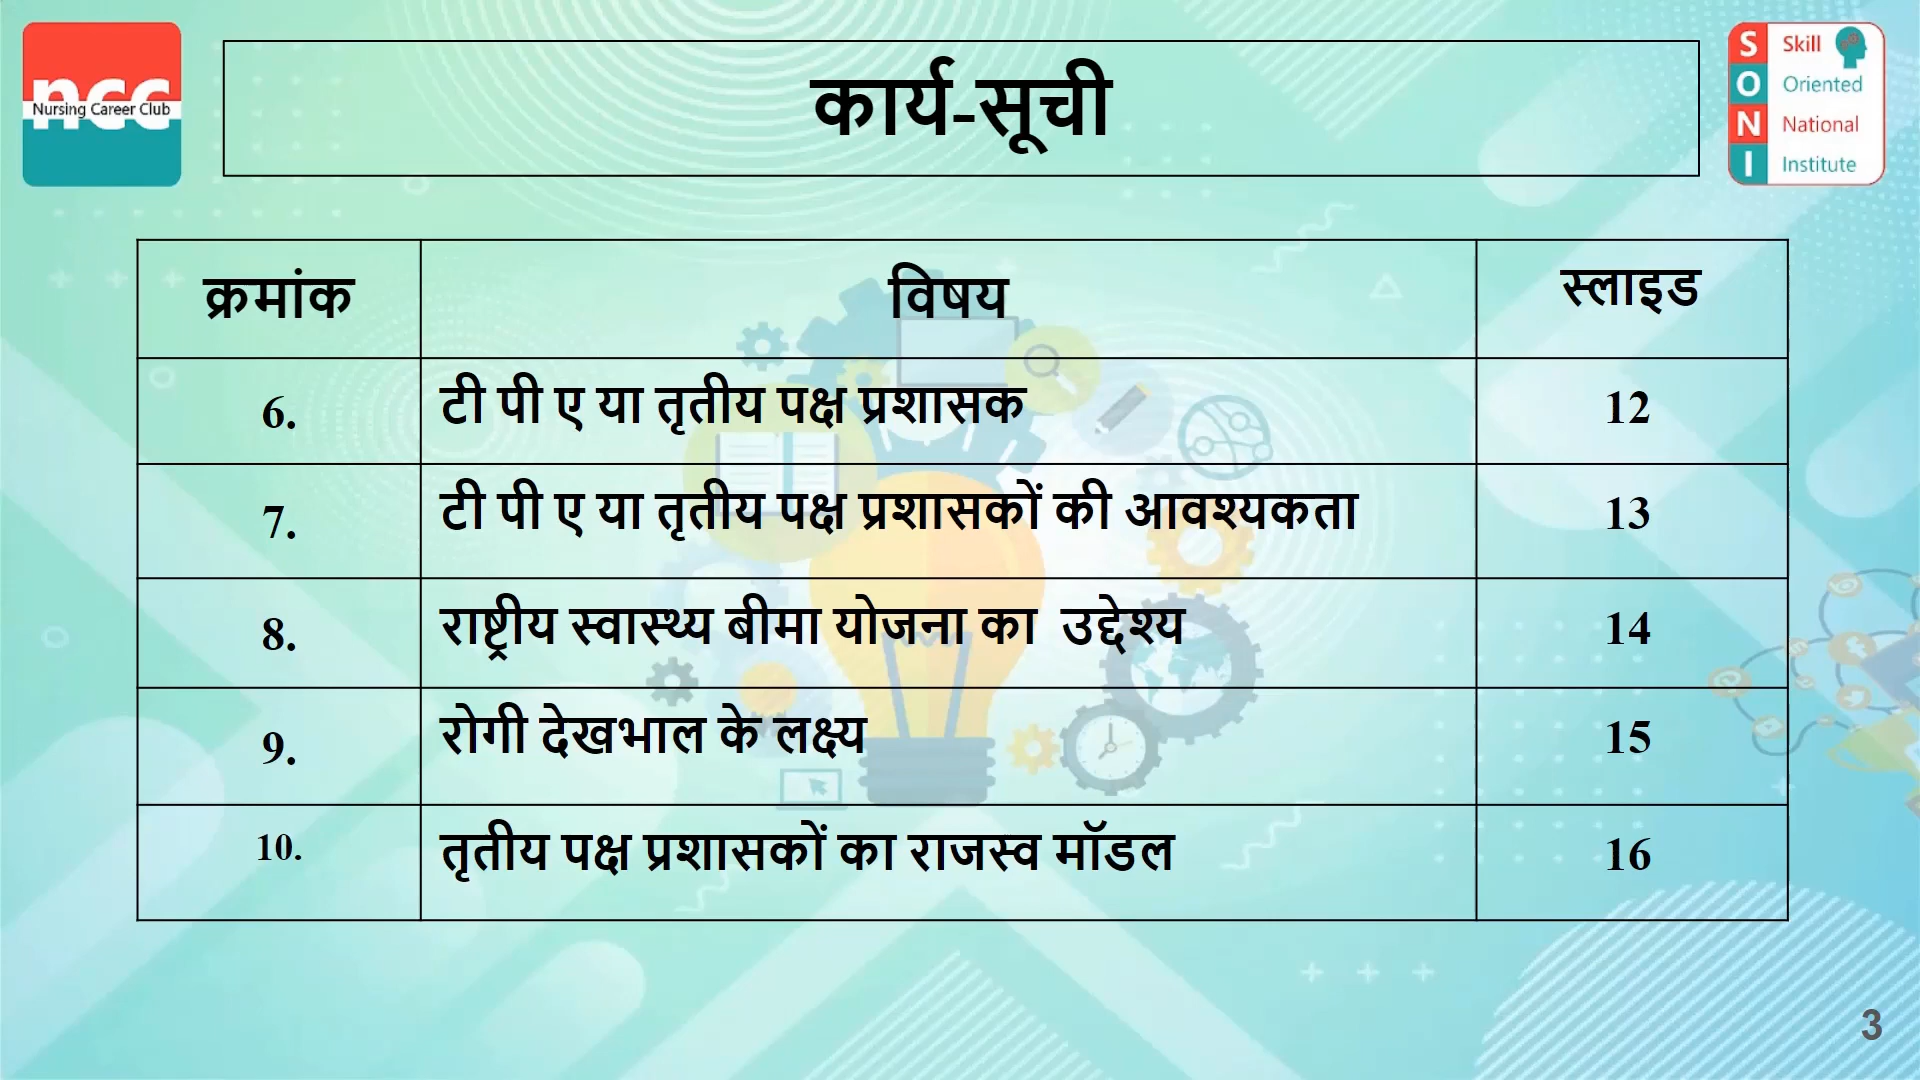 ncc
Nursing Career Club
कार्य-सूची
S Skill
O Oriented
N National
I Institute
क्रमांक विषय स्लाइड
6. टी पी ए या तृतीय पक्ष प्रशासक 12
7. टी पी ए या तृतीय पक्ष प्रशासकों की आवश्यकता 13
8. राष्ट्रीय स्वास्थ्य बीमा योजना का उद्देश्य 14
9. रोगी देखभाल के लक्ष्य 15
10. तृतीय पक्ष प्रशासकों का राजस्व मॉडल 16
3